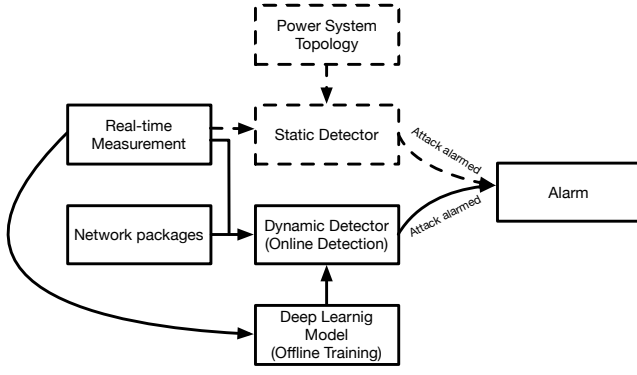 Power System
Topology
Real-time
Measurement
Static Detector
Attack alarmed
Alarm
Network packages
Dynamic Detector
(Online Detection)
Attack alarmed
Deep Learnig
Model
(Offline Training)